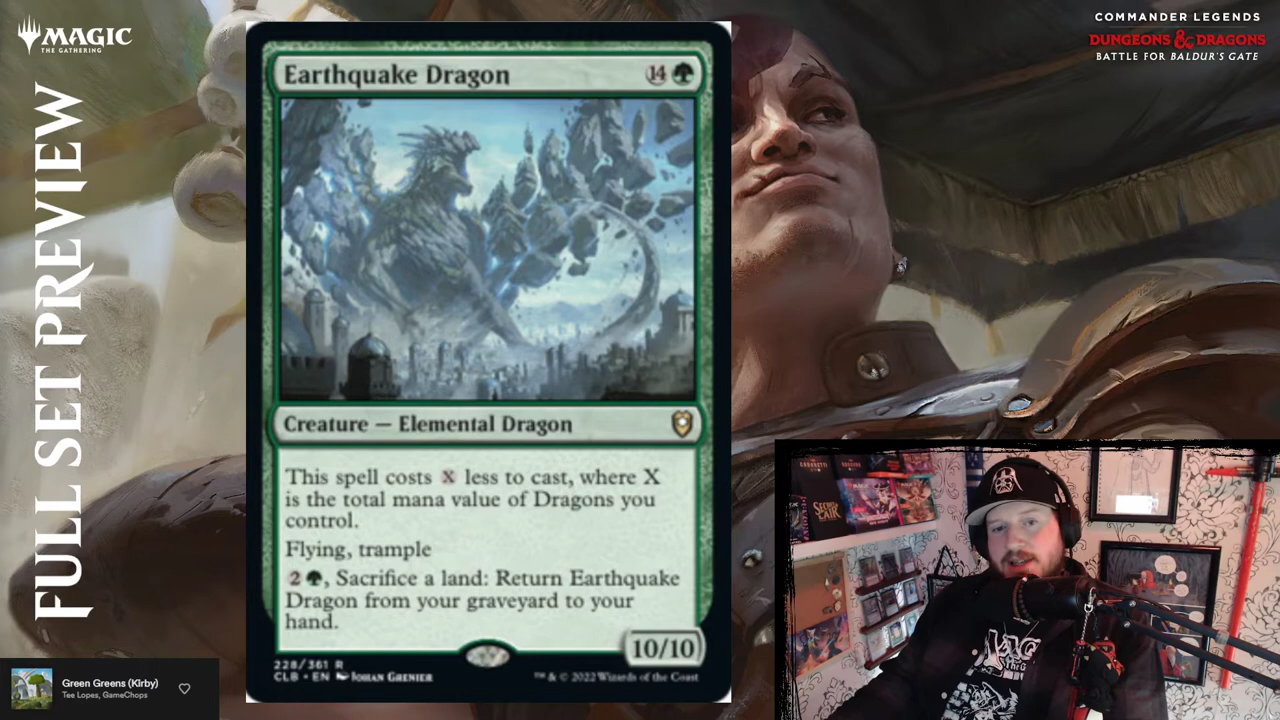 MAGIC
THE GATHERING
FULL SET PREVIEW
COMMANDER LEGENDS
DUNGEONS & DRAGONS
BATTLE FOR BALDUR'S GATE
Earthquake Dragon 14
Creature — Elemental Dragon
This spell costs X less to cast, where X
is the total mana value of Dragons you
control.
Flying, trample
2, Sacrifice a land: Return Earthquake
Dragon from your graveyard to your
hand.
10/10
228/361 R
CLB • EN Johan Grenier
™ & © 2022 Wizards of the Coast
Green Greens (Kirby)
Tee Lopes, GameChops
SECRET
LAIR